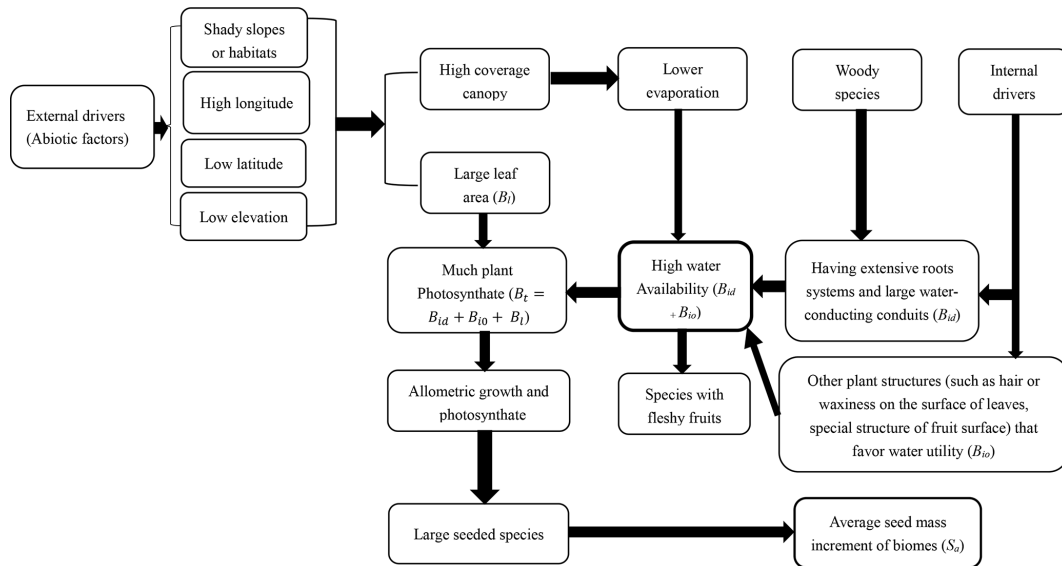 External drivers
(Abiotic factors)
Shady slopes
or habitats
High longitude
Low latitude
Low elevation
High coverage
canopy
Large leaf
area (Bl)
Lower
evaporation
Woody
species
Internal
drivers
Much plant
Photosynthate (Bt =
Bid + Bi0 + Bl)
High water
Availability (Bid
+ Bio)
Having extensive roots
systems and large water-
conducting conduits (Bid)
Allometric growth and
photosynthate
Species with
fleshy fruits
Other plant structures (such as hair or
waxiness on the surface of leaves,
special structure of fruit surface) that
favor water utility (Bio)
Large seeded species
Average seed mass
increment of biomes (Sa)